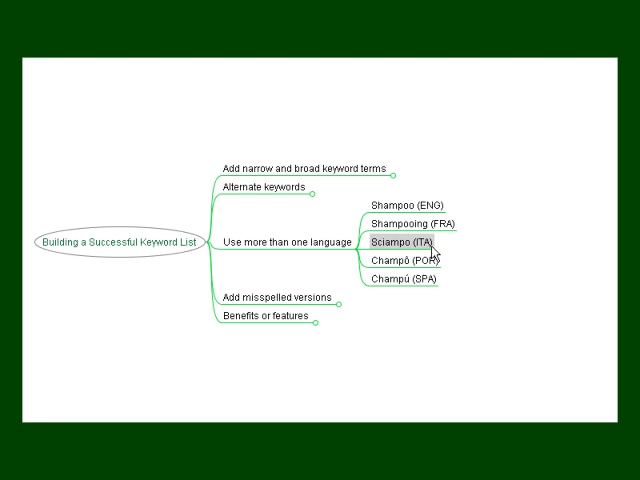 Add narrow and broad keyword terms
Alternate keywords
Building a Successful Keyword List
Use more than one language
Shampoo (ENG)
Shampooing (FRA)
Sciampo (ITA)
Champô (POR)
Champú (SPA)
Add misspelled versions
Benefits or features